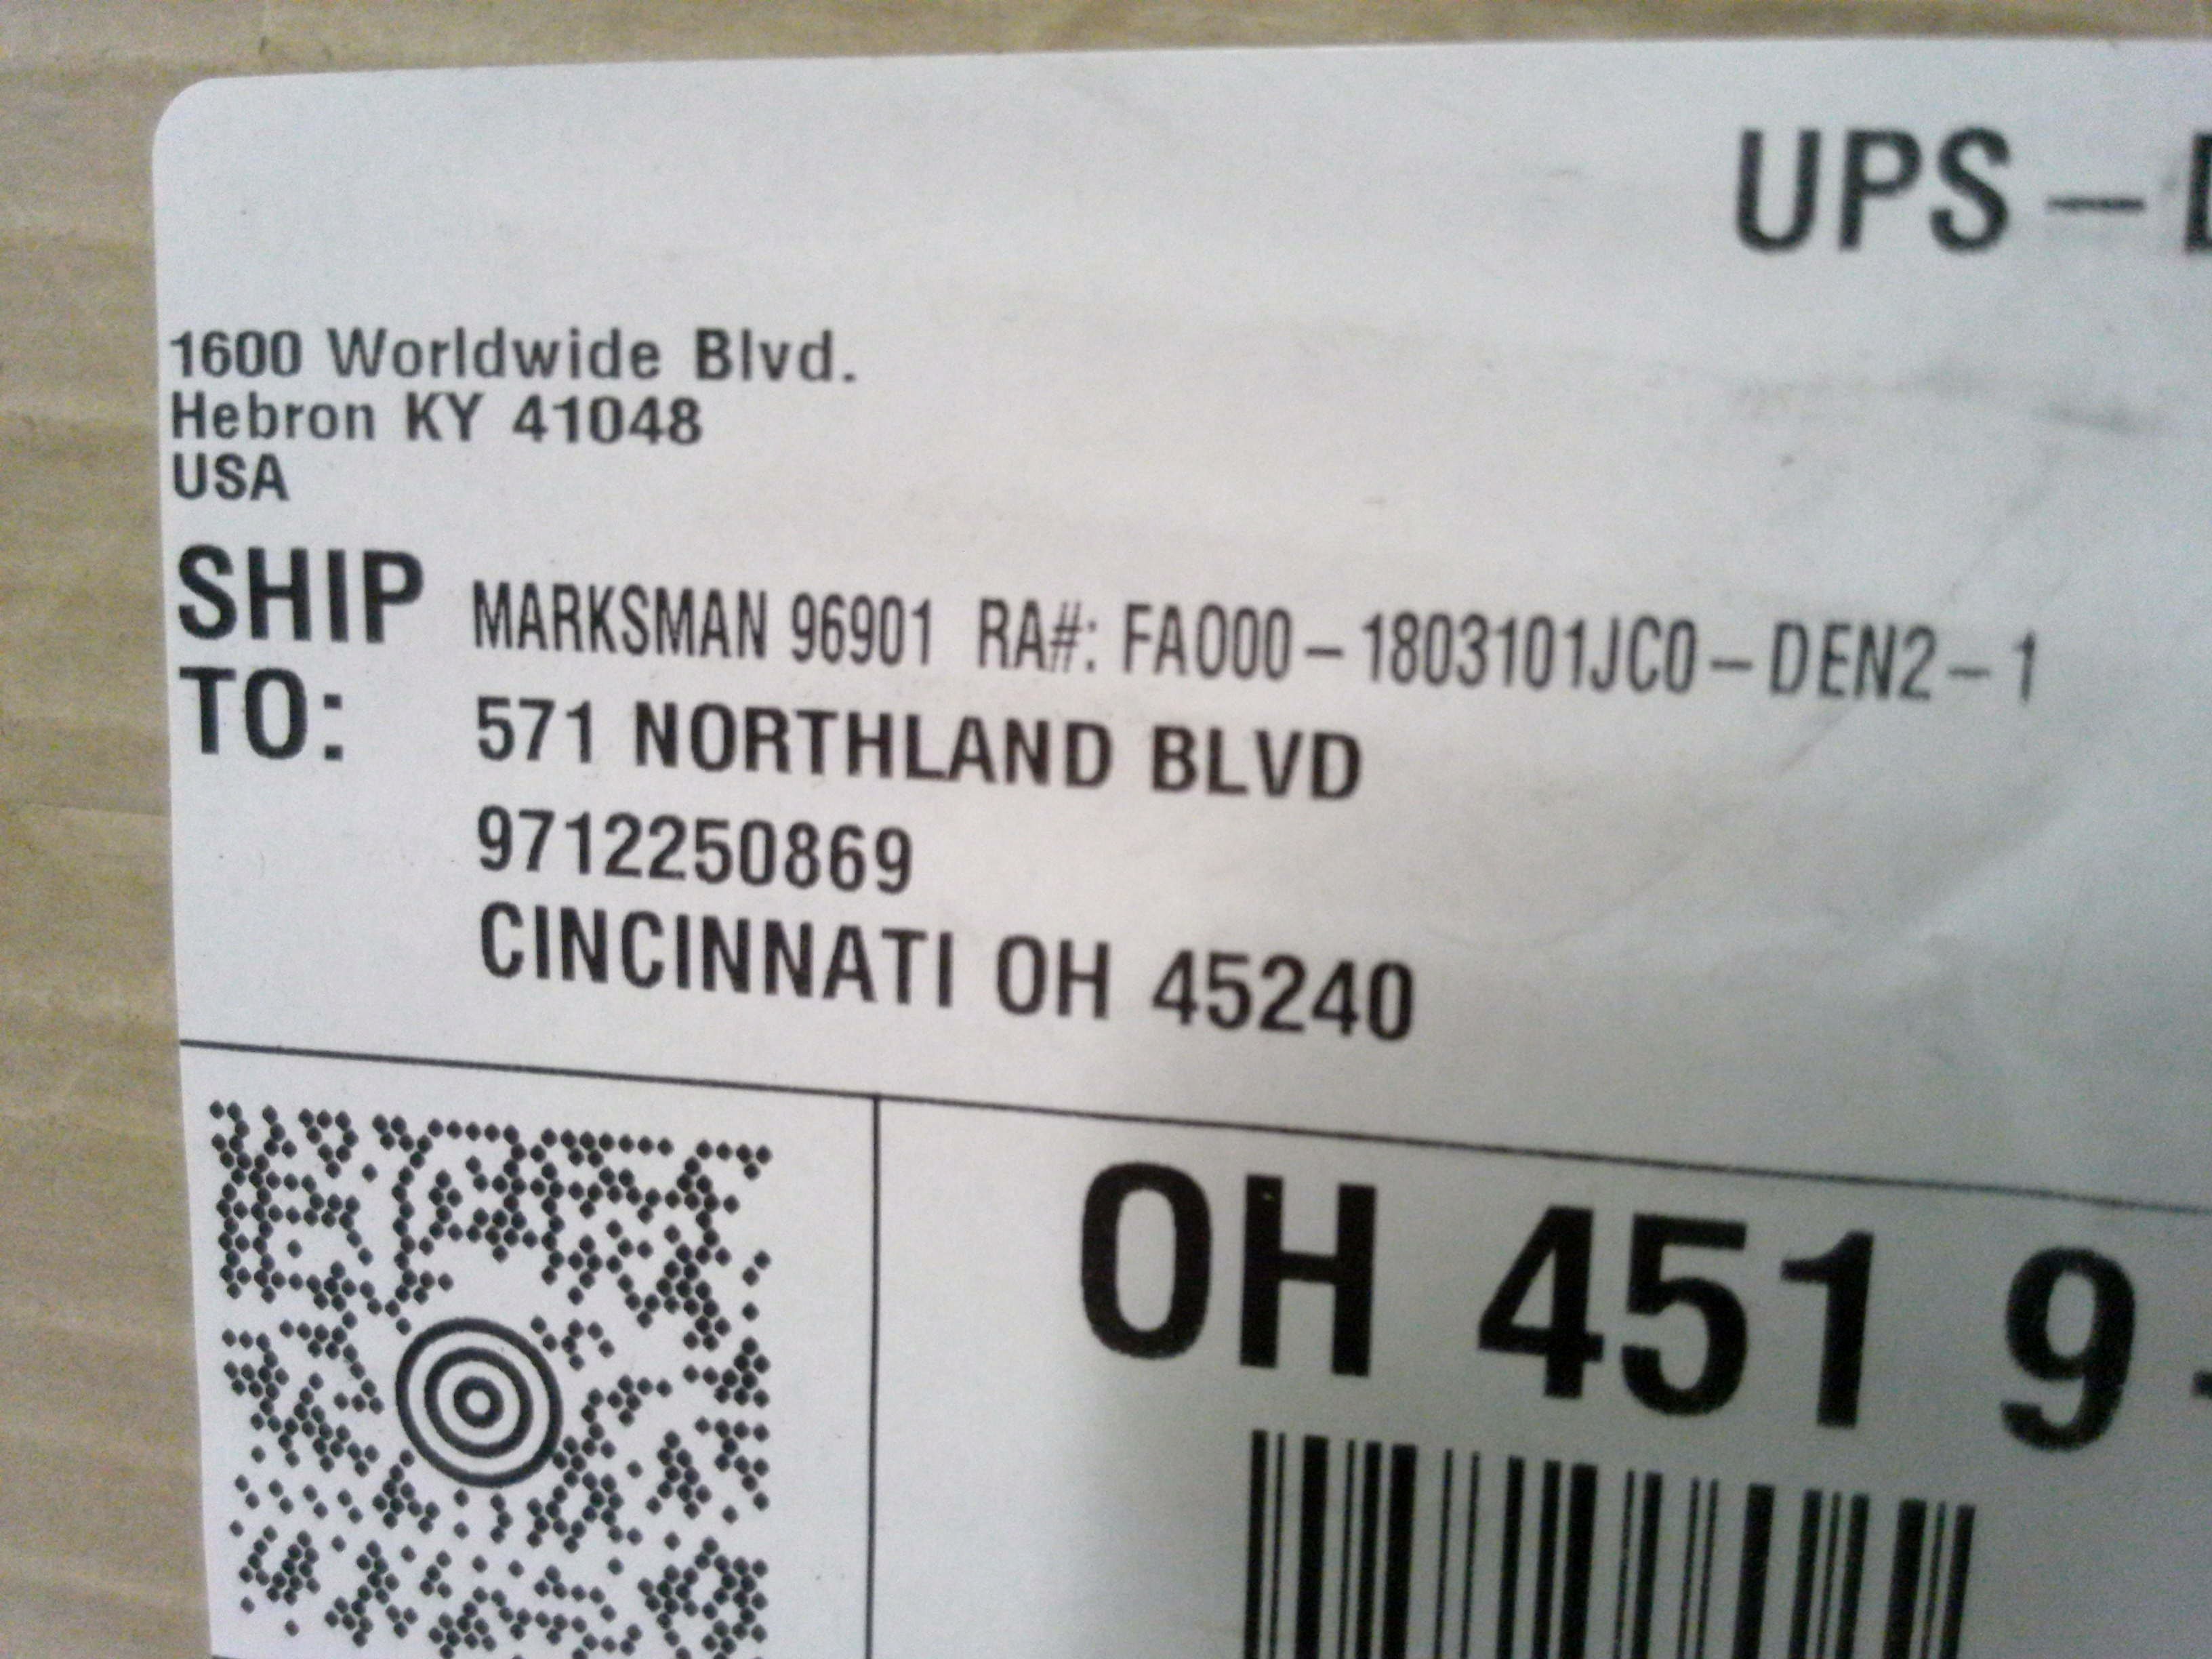 UPS –
1600 Worldwide Blvd.
Hebron KY 41048
USA
SHIP TO:
MARKSMAN 96901 RA#: FA000–1803101JC0–DEN2–1
571 NORTHLAND BLVD
9712250869
CINCINNATI OH 45240
OH 451 9